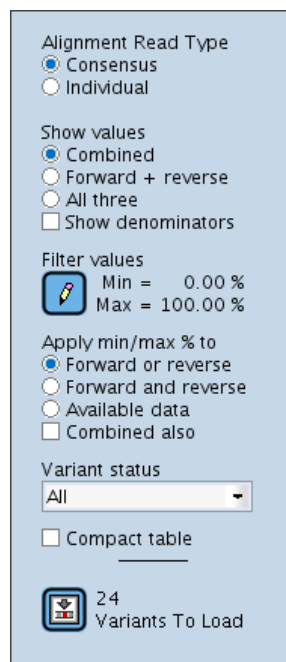 Alignment Read Type
Consensus
Individual
Show values
Combined
Forward + reverse
All three
Show denominators
Filter values
Min = 0.00 %
Max = 100.00 %
Apply min/max % to
Forward or reverse
Forward and reverse
Available data
Combined also
Variant status
All
Compact table
24
Variants To Load